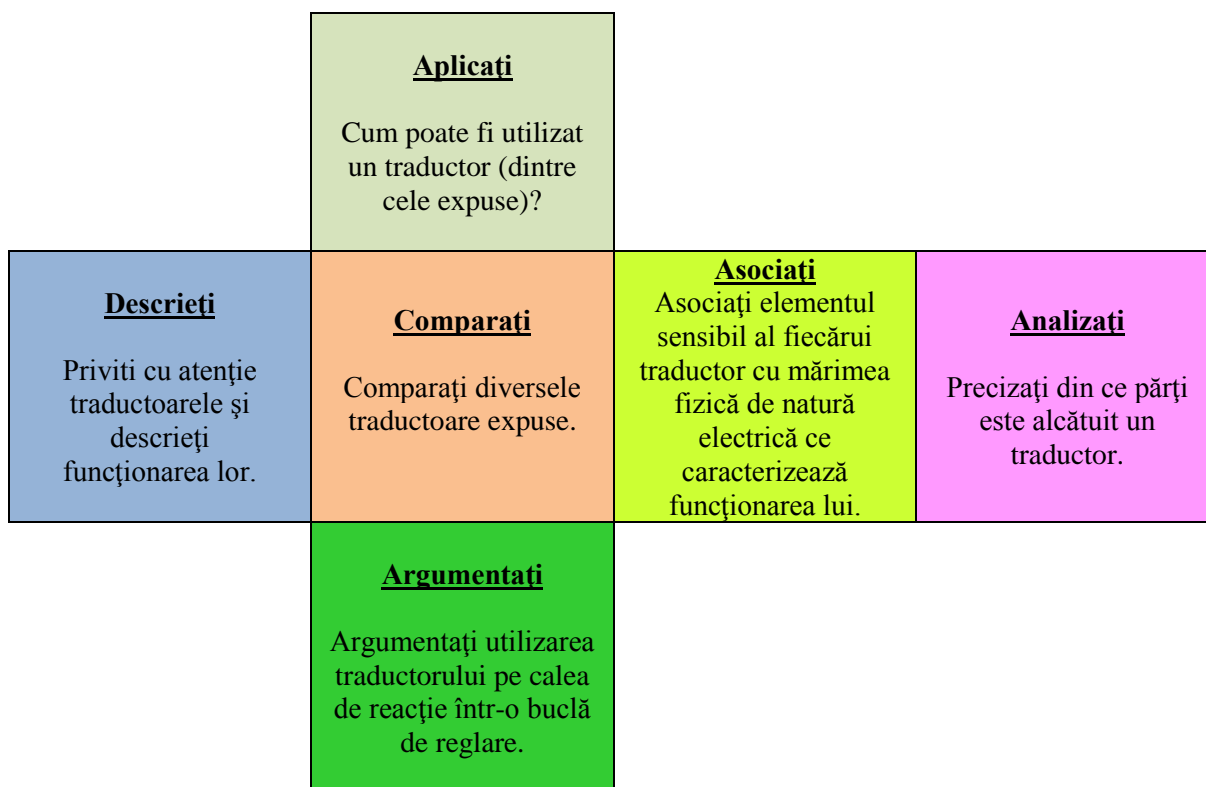 Aplicaţi
Cum poate fi utilizat
un traductor (dintre
cele expuse)?
Descrieţi
Priviti cu atenţie
traductoarele şi
descrieţi
funcţionarea lor.
Comparaţi
Comparaţi diversele
traductoare expuse.
Asociaţi
Asociaţi elementul
sensibil al fiecărui
traductor cu mărimea
fizică de natură
electrică ce
caracterizează
funcţionarea lui.
Analizaţi
Precizaţi din ce părţi
este alcătuit un
traductor.
Argumentaţi
Argumentaţi utilizarea
traductorului pe calea
de reacţie într-o buclă
de reglare.